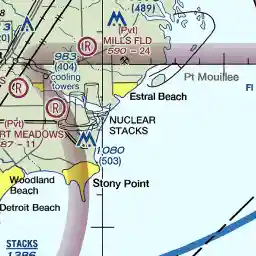 (489)
(Pvt)
MILLS FLD
590 - 24
983
(404)
cooling
towers
Pt Mouillee
Fl
Estral Beach
(Pvt)
RT MEADOWS
87 - 11
NUCLEAR
STACKS
1080
(503)
Woodland
Beach
Stony Point
Detroit Beach
STACKS
1386